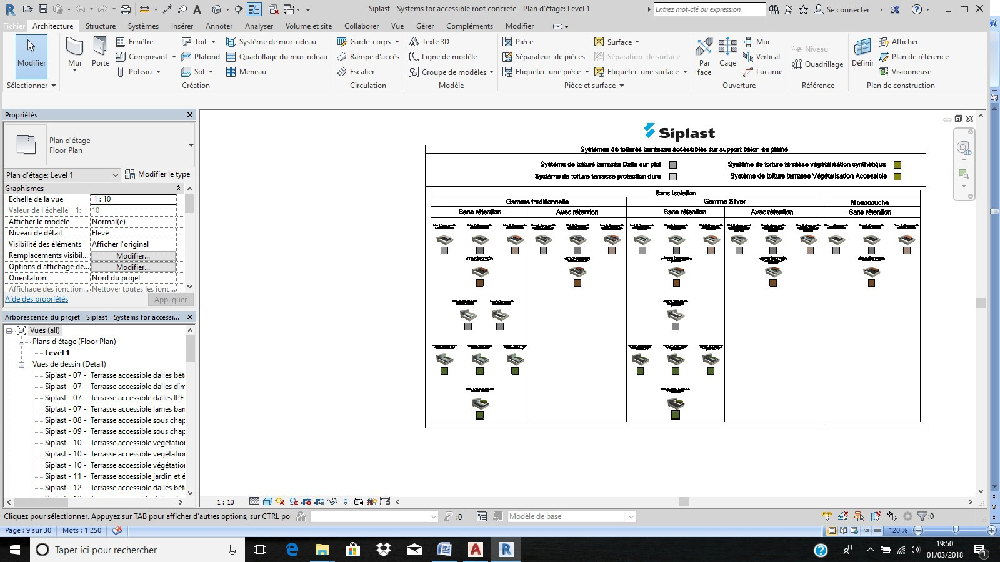 Siplast - Systems for accessible roof concrete - Plan d'étage: Level 1
Entrez mot-clé ou expression
Se connecter
Fichier Architecture Structure Systèmes Insérer Annoter Analyser Volume et site Collaborer Vue Gérer Compléments Modifier
Modifier
Sélectionner
Mur
Porte
Fenêtre
Composant
Poteau
Toit
Plafond
Sol
Système de mur-rideau
Quadrillage du mur-rideau
Meneau
Création
Garde-corps
Rampe d'accès
Escalier
Circulation
Texte 3D
Ligne de modèle
Groupe de modèles
Modèle
Pièce
Séparateur de pièces
Etiqueter une pièce
Surface
Séparation de surface
Etiqueter une surface
Pièce et surface
Par face
Cage
Mur
Vertical
Lucarne
Ouverture
Niveau
Quadrillage
Référence
Définir
Afficher
Plan de référence
Visionneuse
Plan de construction
Propriétés
Plan d'étage
Floor Plan
Plan d'étage: Level 1
Modifier le type
Graphismes
Echelle de la vue 1 : 10
Valeur de l'échelle 1: 10
Afficher le modèle Normal(e)
Niveau de détail Elevé
Visibilité des éléments Afficher l'original
Remplacements visibil... Modifier...
Options d'affichage de... Modifier...
Orientation Nord du projet
Affichage des jonction... Nettoyer toutes les jonc...
Aide des propriétés
Appliquer
Arborescence du projet - Siplast - Systems for accessi...
Vues (all)
Plans d'étage (Floor Plan)
Level 1
Vues de dessin (Detail)
Siplast - 07 - Terrasse accessible dalles bét
Siplast - 07 - Terrasse accessible dalles dim
Siplast - 07 - Terrasse accessible dalles IPE
Siplast - 07 - Terrasse accessible lames ban
Siplast - 08 - Terrasse accessible sous chap
Siplast - 09 - Terrasse accessible sous chap
Siplast - 10 - Terrasse accessible végétation
Siplast - 10 - Terrasse accessible végétation
Siplast - 10 - Terrasse accessible végétation
Siplast - 11 - Terrasse accessible jardin et é
Siplast - 12 - Terrasse accessible dalles bét
Siplast
Systèmes de toitures terrasses accessibles sur support béton en plaine
Système de toiture terrasse Dalle sur plot
Système de toiture terrasse végétalisation synthétique
Système de toiture terrasse protection dure
Système de toiture terrasse Végétalisation Accessible
Sans isolation
Gamme traditionnelle
Gamme Silver
Monocouche
Sans rétention
Avec rétention
Sans rétention
Avec rétention
Sans rétention
2D
1 : 10
Cliquez pour sélectionner. Appuyez sur TAB pour afficher d'autres options, sur CTRL pou
:0
Modèle de base
:0
Page : 9 sur 30
Mots : 1 250
120 %
Taper ici pour rechercher
19:50
01/03/2018
1